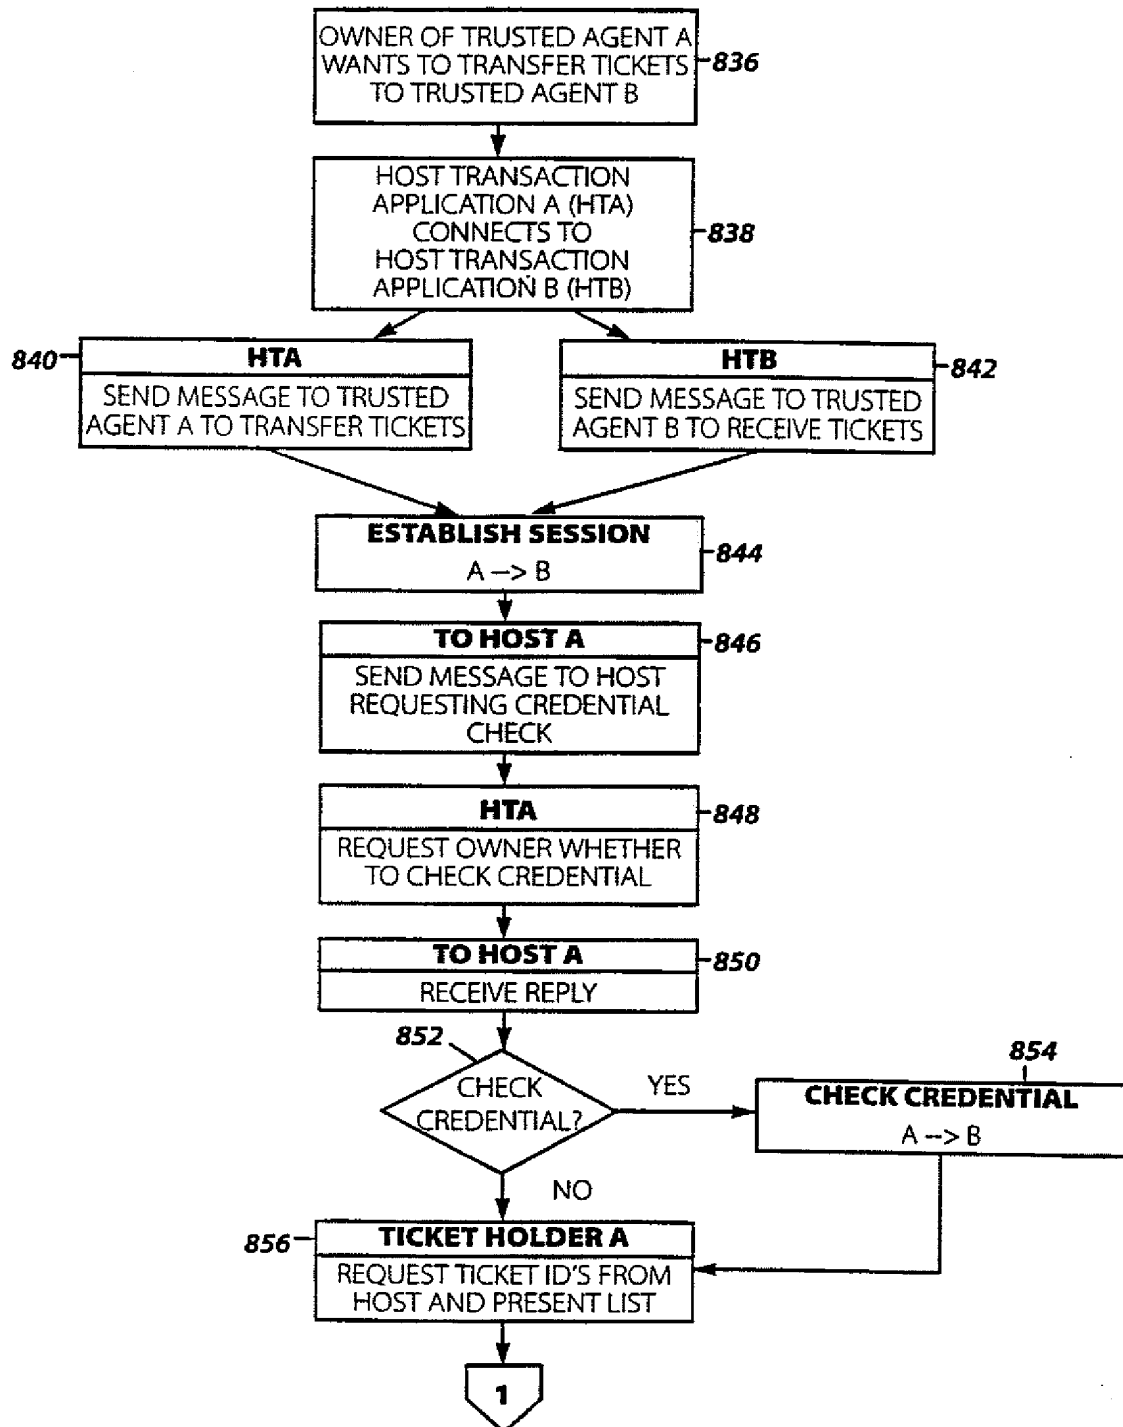 OWNER OF TRUSTED AGENT A
WANTS TO TRANSFER TICKETS
TO TRUSTED AGENT B
836
HOST TRANSACTION
APPLICATION A (HTA)
CONNECTS TO
HOST TRANSACTION
APPLICATION B (HTB)
838
840
HTA
SEND MESSAGE TO TRUSTED
AGENT A TO TRANSFER TICKETS
HTB
842
SEND MESSAGE TO TRUSTED
AGENT B TO RECEIVE TICKETS
ESTABLISH SESSION
A --> B
844
TO HOST A
846
SEND MESSAGE TO HOST
REQUESTING CREDENTIAL
CHECK
HTA
848
REQUEST OWNER WHETHER
TO CHECK CREDENTIAL
TO HOST A
850
RECEIVE REPLY
852
CHECK
CREDENTIAL?
YES
854
CHECK CREDENTIAL
A --> B
NO
856
TICKET HOLDER A
REQUEST TICKET ID'S FROM
HOST AND PRESENT LIST
1